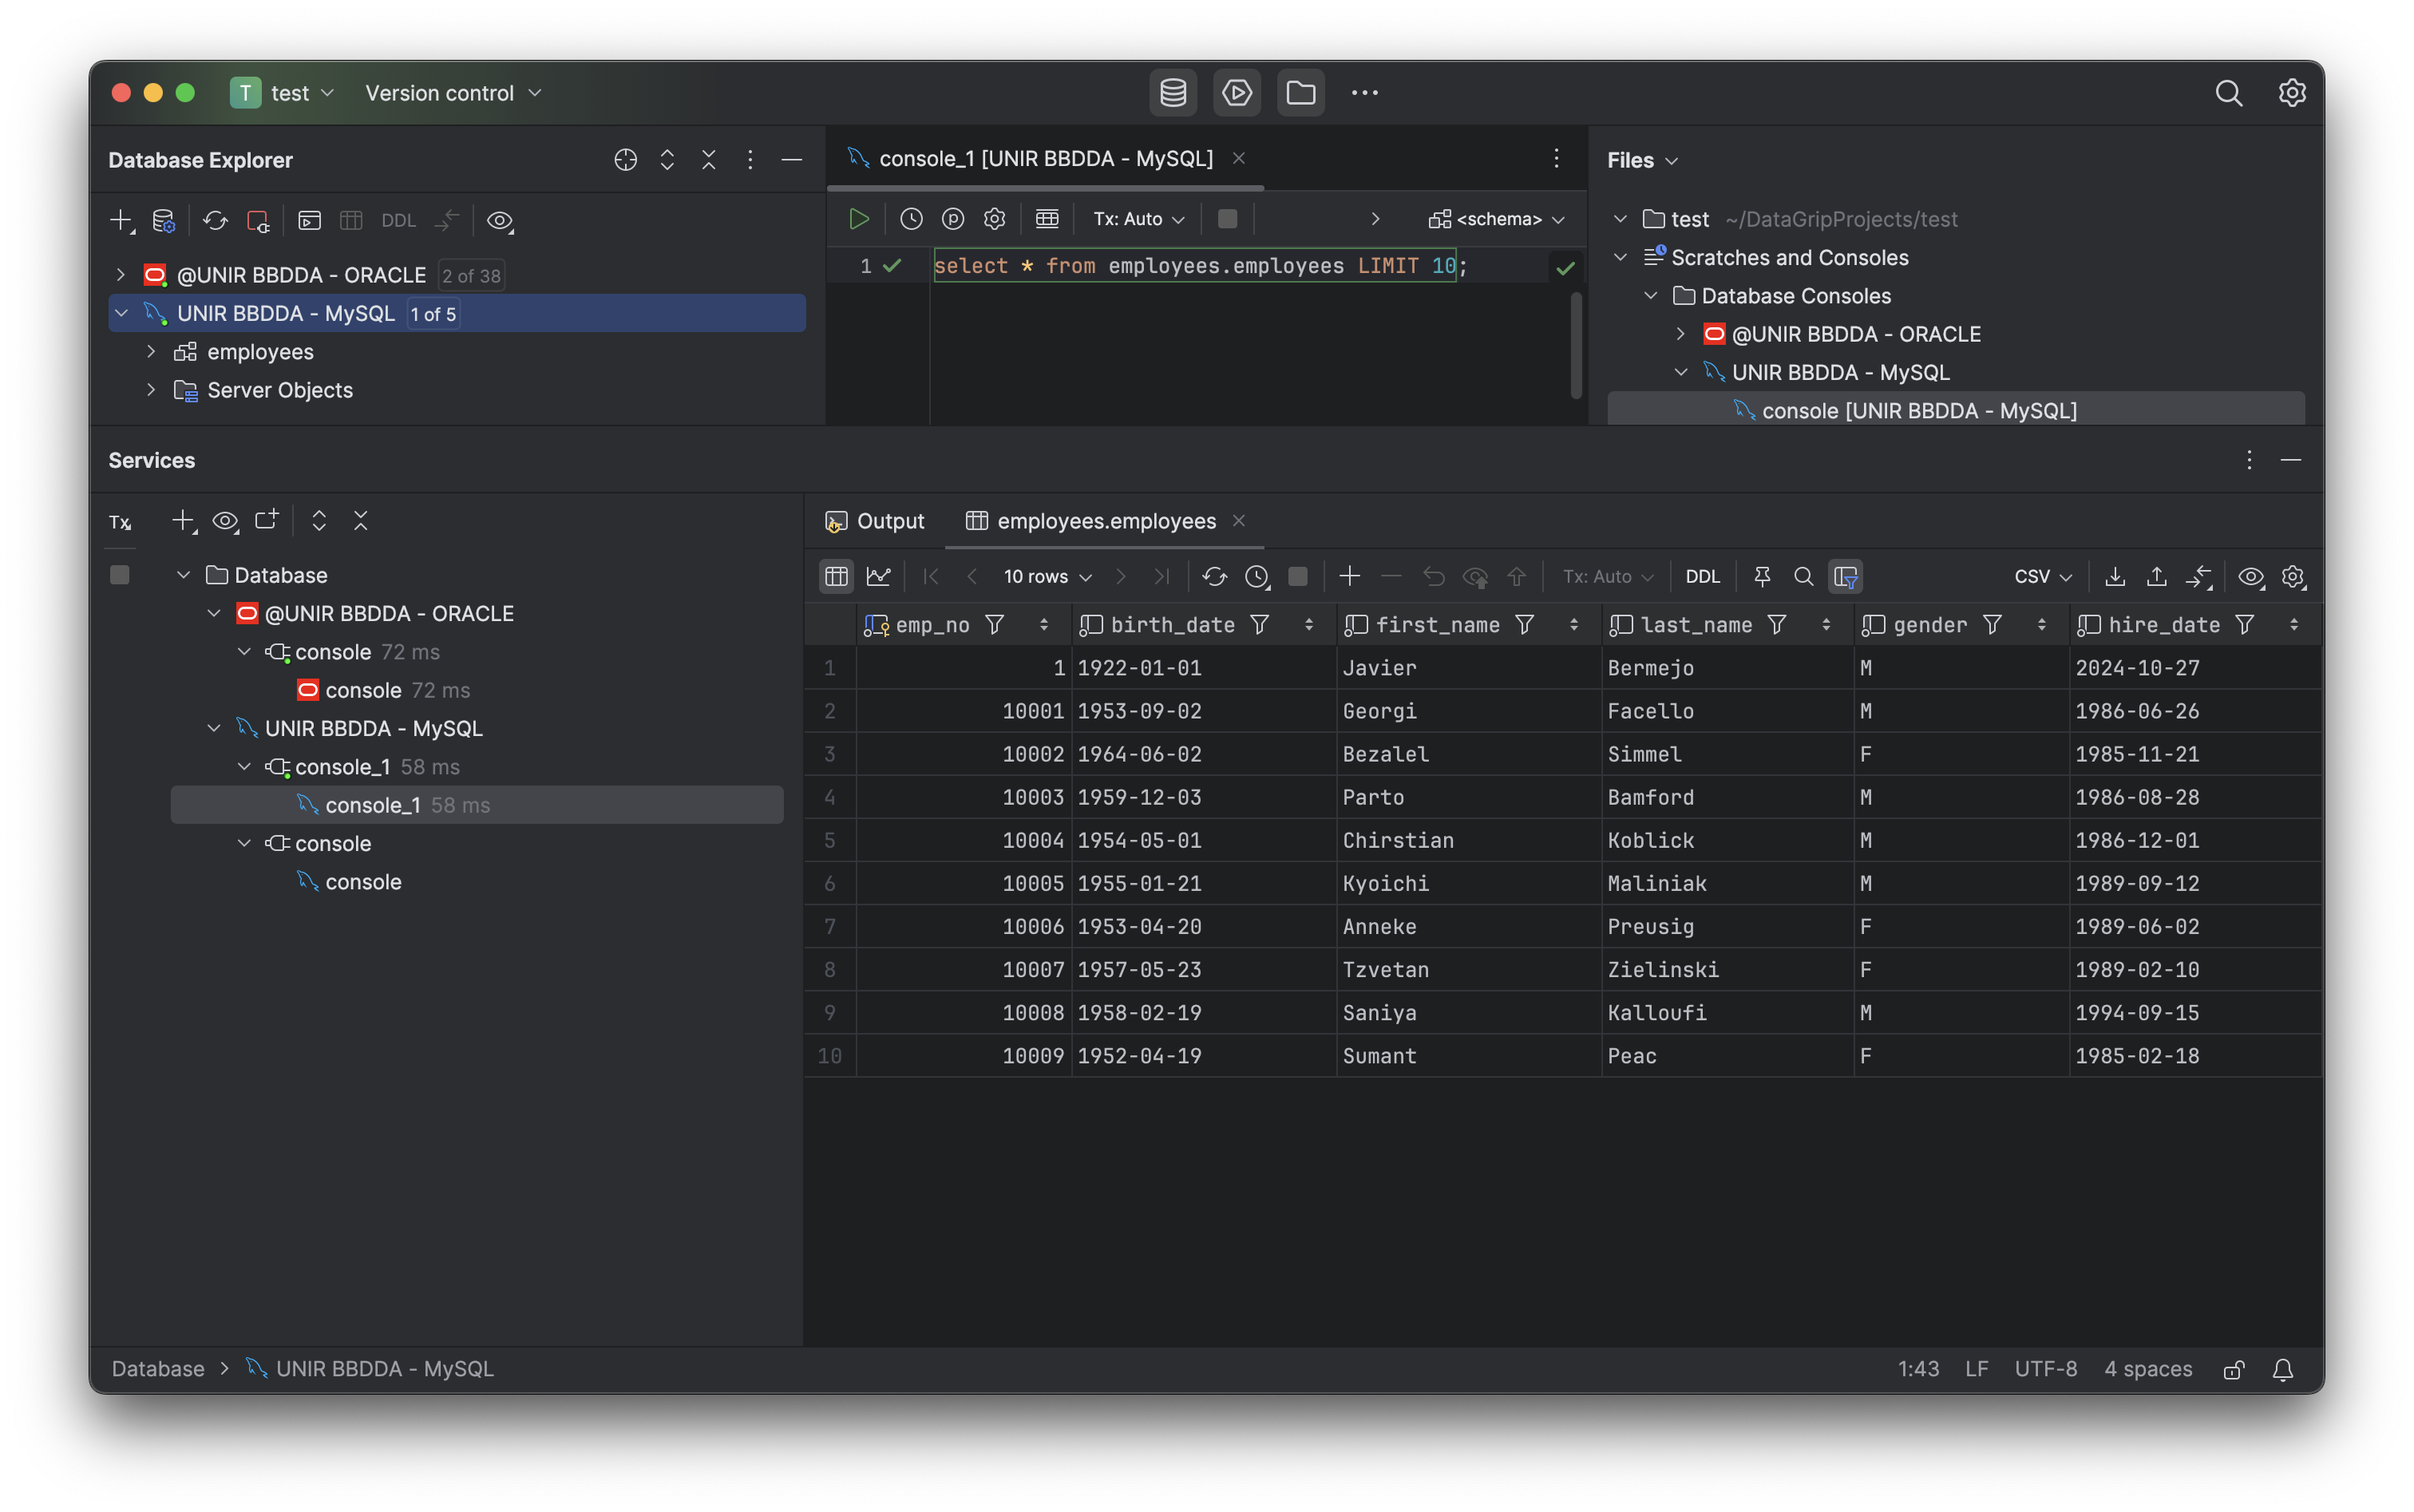 T test Version control
Database Explorer
DDL
@UNIR BBDDA - ORACLE 2 of 38
UNIR BBDDA - MySQL 1 of 5
employees
Server Objects
console_1 [UNIR BBDDA - MySQL]
Tx: Auto <schema>
1 select * from employees.employees LIMIT 10;
Files
test ~/DataGripProjects/test
Scratches and Consoles
Database Consoles
@UNIR BBDDA - ORACLE
UNIR BBDDA - MySQL
console [UNIR BBDDA - MySQL]
Services
Tx
Database
@UNIR BBDDA - ORACLE
console 72 ms
console 72 ms
UNIR BBDDA - MySQL
console_1 58 ms
console_1 58 ms
console
console
Output employees.employees
10 rows Tx: Auto DDL CSV
emp_no birth_date first_name last_name gender hire_date
1 1 1922-01-01 Javier Bermejo M 2024-10-27
2 10001 1953-09-02 Georgi Facello M 1986-06-26
3 10002 1964-06-02 Bezalel Simmel F 1985-11-21
4 10003 1959-12-03 Parto Bamford M 1986-08-28
5 10004 1954-05-01 Chirstian Koblick M 1986-12-01
6 10005 1955-01-21 Kyoichi Maliniak M 1989-09-12
7 10006 1953-04-20 Anneke Preusig F 1989-06-02
8 10007 1957-05-23 Tzvetan Zielinski F 1989-02-10
9 10008 1958-02-19 Saniya Kalloufi M 1994-09-15
10 10009 1952-04-19 Sumant Peac F 1985-02-18
Database UNIR BBDDA - MySQL
1:43 LF UTF-8 4 spaces